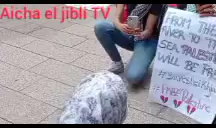 Aicha el jibli TV
FROM THE
RIVER TO THE
SEA PALESTINE
WILL BE FREE